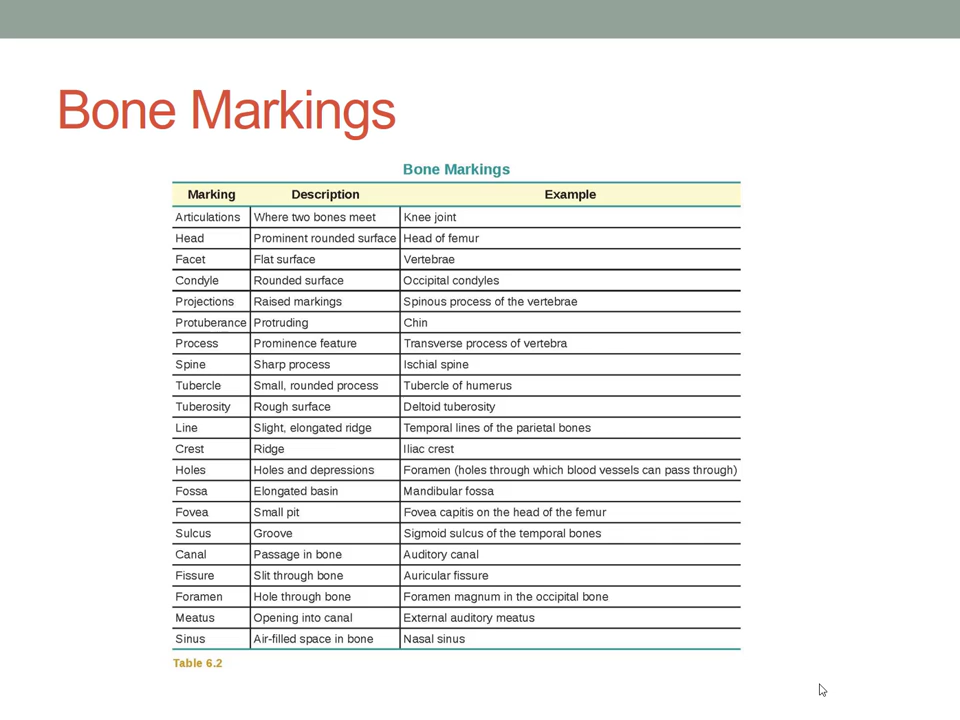 Bone Markings
Bone Markings
Marking Description Example
Articulations Where two bones meet Knee joint
Head Prominent rounded surface Head of femur
Facet Flat surface Vertebrae
Condyle Rounded surface Occipital condyles
Projections Raised markings Spinous process of the vertebrae
Protuberance Protruding Chin
Process Prominence feature Transverse process of vertebra
Spine Sharp process Ischial spine
Tubercle Small, rounded process Tubercle of humerus
Tuberosity Rough surface Deltoid tuberosity
Line Slight, elongated ridge Temporal lines of the parietal bones
Crest Ridge Iliac crest
Holes Holes and depressions Foramen (holes through which blood vessels can pass through)
Fossa Elongated basin Mandibular fossa
Fovea Small pit Fovea capitis on the head of the femur
Sulcus Groove Sigmoid sulcus of the temporal bones
Canal Passage in bone Auditory canal
Fissure Slit through bone Auricular fissure
Foramen Hole through bone Foramen magnum in the occipital bone
Meatus Opening into canal External auditory meatus
Sinus Air-filled space in bone Nasal sinus
Table 6.2